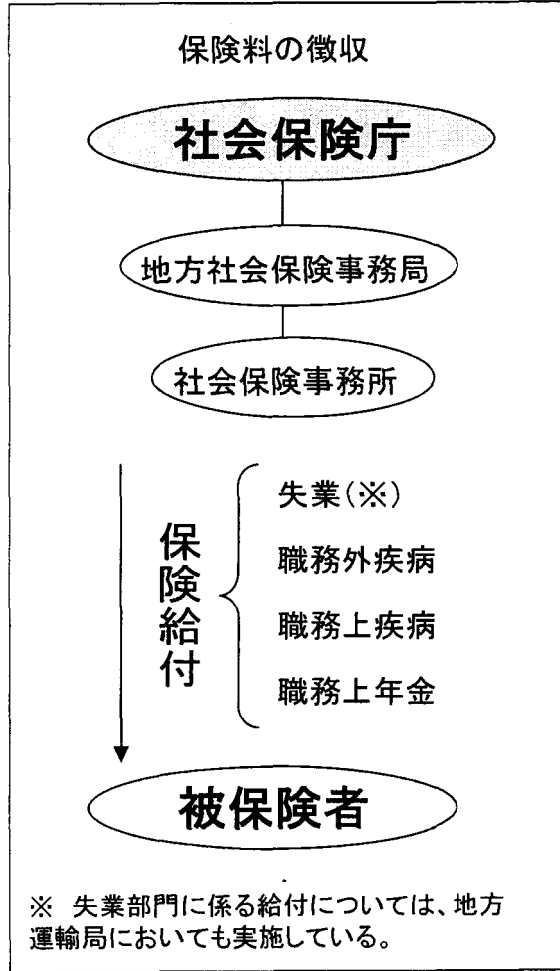 保険料の徴収
社会保険庁
地方社会保険事務局
社会保険事務所
保険給付
失業(※)
職務外疾病
職務上疾病
職務上年金
被保険者
※ 失業部門に係る給付については、地方
運輸局においても実施している。